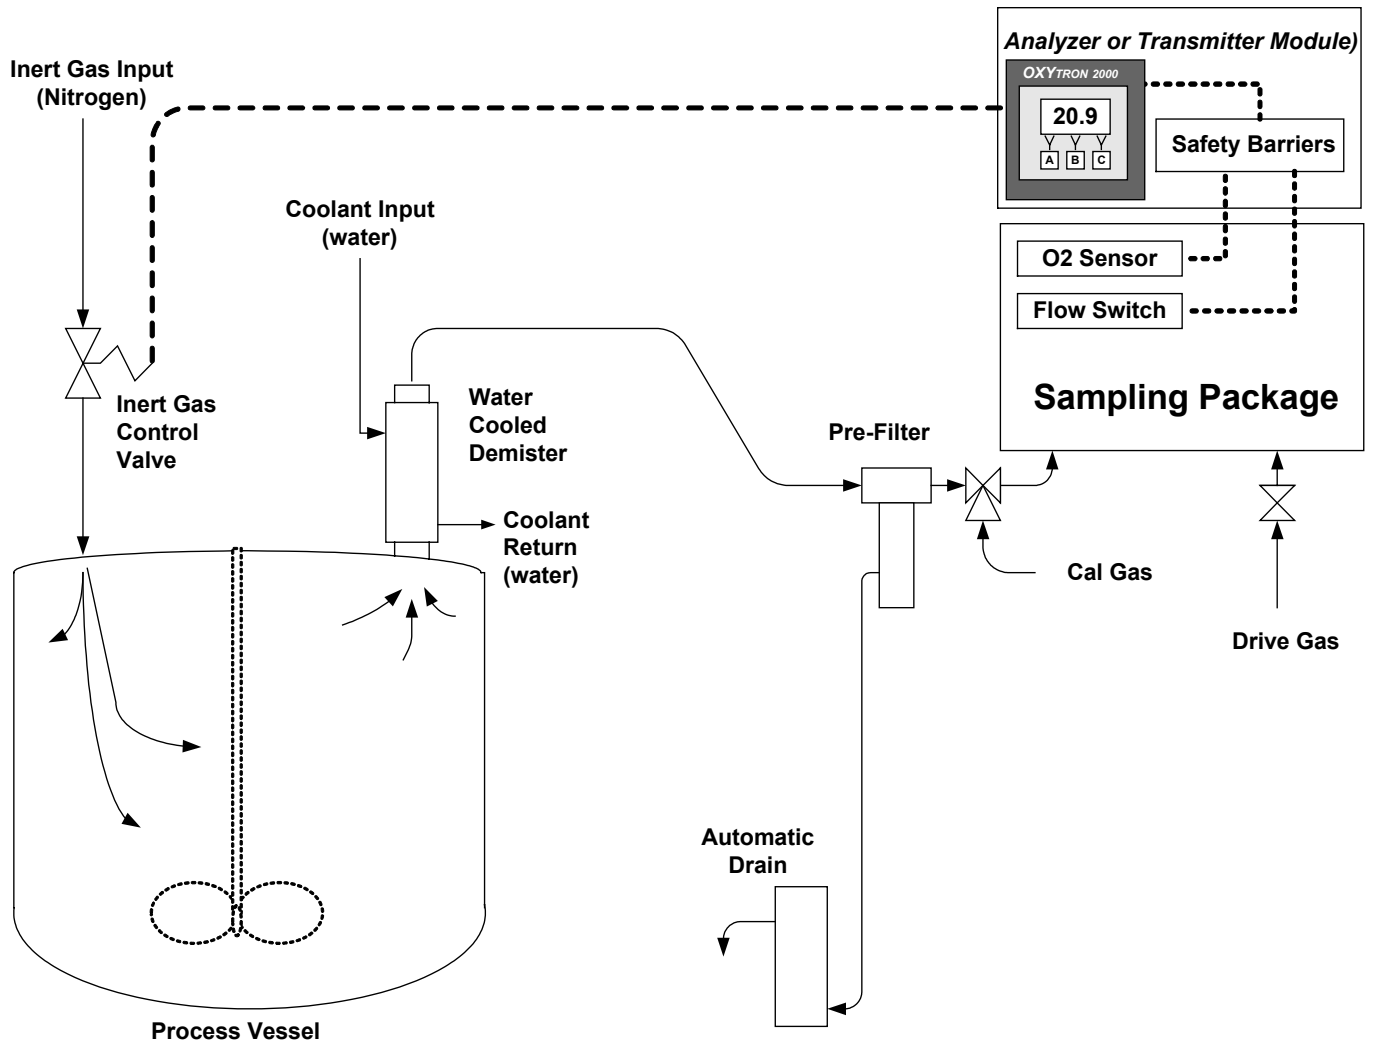 Analyzer or Transmitter Module)
OXYTRON 2000
20.9
A B C
Safety Barriers
Inert Gas Input
(Nitrogen)
Coolant Input
(water)
O2 Sensor
Flow Switch
Sampling Package
Inert Gas
Control
Valve
Water
Cooled
Demister
Pre-Filter
Coolant
Return
(water)
Cal Gas
Drive Gas
Automatic
Drain
Process Vessel